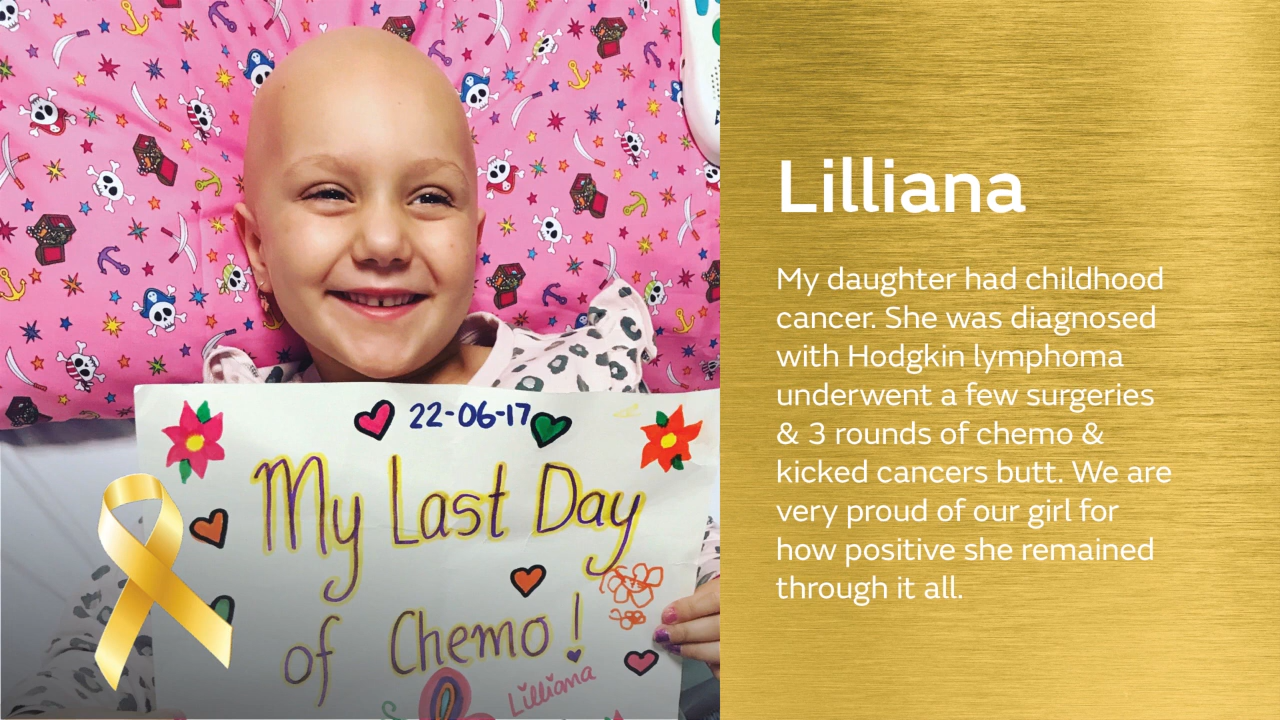 22-06-17
My Last Day
of Chemo!
Lilliana
Lilliana
My daughter had childhood
cancer. She was diagnosed
with Hodgkin lymphoma
underwent a few surgeries
& 3 rounds of chemo &
kicked cancers butt. We are
very proud of our girl for
how positive she remained
through it all.